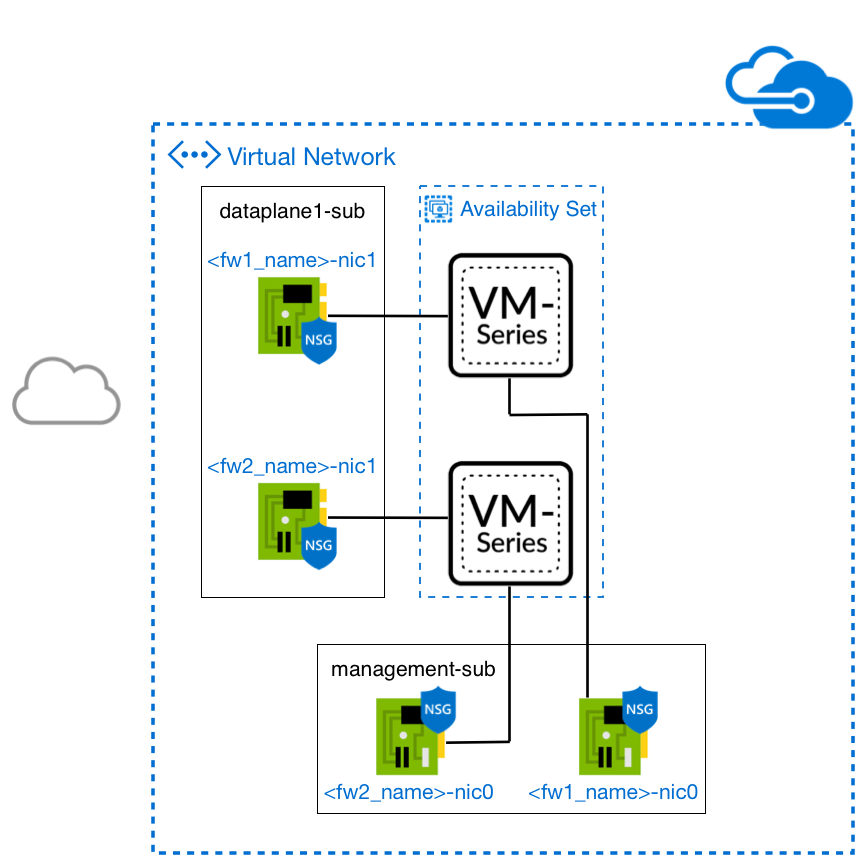 Virtual Network
dataplane1-sub
Availability Set
<fw1_name>-nic1
NSG
VM-
Series
<fw2_name>-nic1
NSG
VM-
Series
management-sub
NSG
NSG
<fw2_name>-nic0
<fw1_name>-nic0